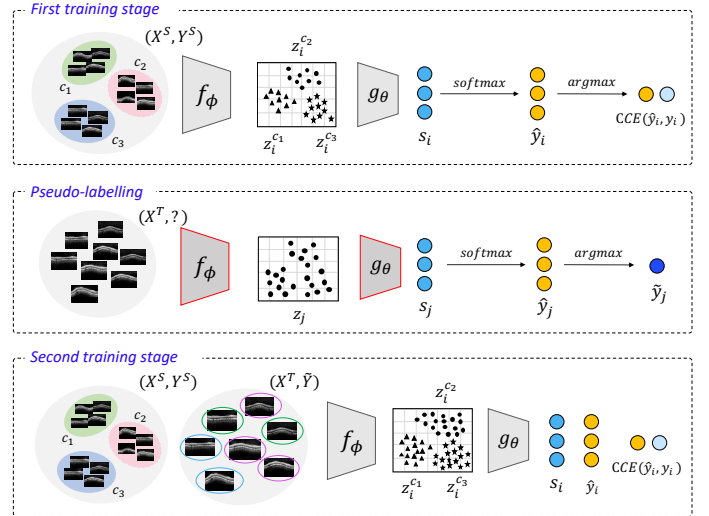 First training stage
(X^S, Y^S)
c_1
c_2
c_3
f_ϕ
z_i^{c_2}
z_i^{c_1}
z_i^{c_3}
g_θ
s_i
softmax
ŷ_i
argmax
CCE(ŷ_i, y_i)
Pseudo-labelling
(X^T, ?)
f_ϕ
z_j
g_θ
s_j
softmax
ŷ_j
argmax
ỹ_j
Second training stage
(X^S, Y^S)
(X^T, Ỹ)
c_1
c_2
c_3
f_ϕ
z_i^{c_2}
z_i^{c_1}
z_i^{c_3}
g_θ
s_i
ŷ_i
CCE(ŷ_i, y_i)